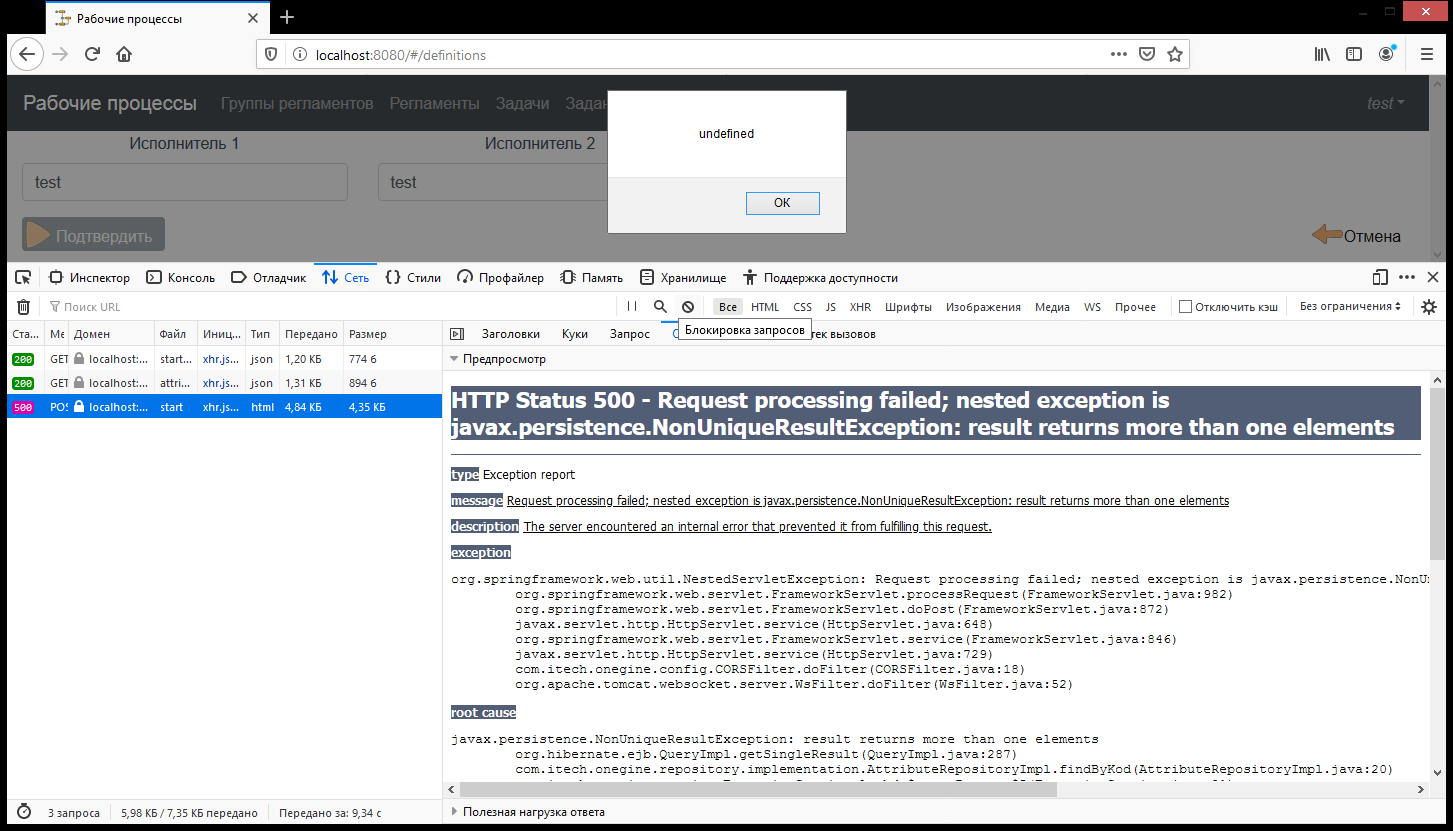 Рабочие процессы
localhost:8080/#/definitions
Рабочие процессы Группы регламентов Регламенты Задачи Задан test
undefined
OK
Исполнитель 1 Исполнитель 2
test test
Подтвердить Отмена
Инспектор Консоль Отладчик Сеть Стили Профайлер Память Хранилище Поддержка доступности
Поиск URL Все HTML CSS JS XHR Шрифты Изображения Медиа WS Прочее Отключить кэш Без ограничения
Блокировка запросов
Ста... Ме Домен Файл Иниц... Тип Передано Размер Заголовки Куки Запрос тек вызовов
200 GET localhost:... start... xhr.js... json 1,20 КБ 774 б
200 GET localhost:... attri... xhr.js... json 1,31 КБ 894 б
500 POS localhost:... start xhr.js... html 4,84 КБ 4,35 КБ
Предпросмотр
HTTP Status 500 - Request processing failed; nested exception is
javax.persistence.NonUniqueResultException: result returns more than one elements
type Exception report
message Request processing failed; nested exception is javax.persistence.NonUniqueResultException: result returns more than one elements
description The server encountered an internal error that prevented it from fulfilling this request.
exception
org.springframework.web.util.NestedServletException: Request processing failed; nested exception is javax.persistence.NonU
org.springframework.web.servlet.FrameworkServlet.processRequest(FrameworkServlet.java:982)
org.springframework.web.servlet.FrameworkServlet.doPost(FrameworkServlet.java:872)
javax.servlet.http.HttpServlet.service(HttpServlet.java:648)
org.springframework.web.servlet.FrameworkServlet.service(FrameworkServlet.java:846)
javax.servlet.http.HttpServlet.service(HttpServlet.java:729)
com.itech.onegine.config.CORSFilter.doFilter(CORSFilter.java:18)
org.apache.tomcat.websocket.server.WsFilter.doFilter(WsFilter.java:52)
root cause
javax.persistence.NonUniqueResultException: result returns more than one elements
org.hibernate.ejb.QueryImpl.getSingleResult(QueryImpl.java:287)
com.itech.onegine.repository.implementation.AttributeRepositoryImpl.findByKod(AttributeRepositoryImpl.java:20)
Полезная нагрузка ответа
3 запроса 5,98 КБ / 7,35 КБ передано Передано за: 9,34 с